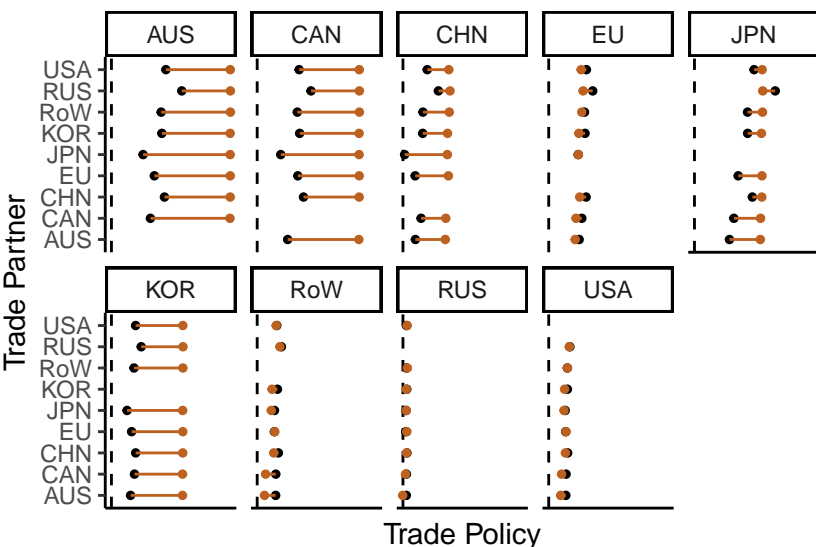 AUS CAN CHN EU JPN
USA
RUS
RoW
KOR
JPN
EU
CHN
CAN
AUS
KOR RoW RUS USA
USA
RUS
RoW
KOR
JPN
EU
CHN
CAN
AUS
Trade Partner
Trade Policy